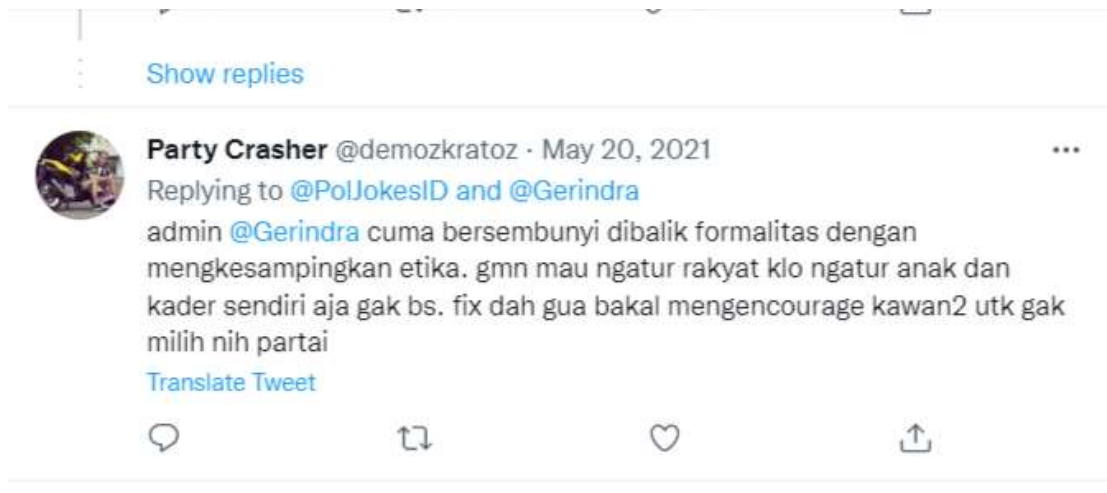 Show replies
Party Crasher @demozkratoz · May 20, 2021
Replying to @PolJokesID and @Gerindra
admin @Gerindra cuma bersembunyi dibalik formalitas dengan
mengkesampingkan etika. gmn mau ngatur rakyat klo ngatur anak dan
kader sendiri aja gak bs. fix dah gua bakal mengencourage kawan2 utk gak
milih nih partai
Translate Tweet